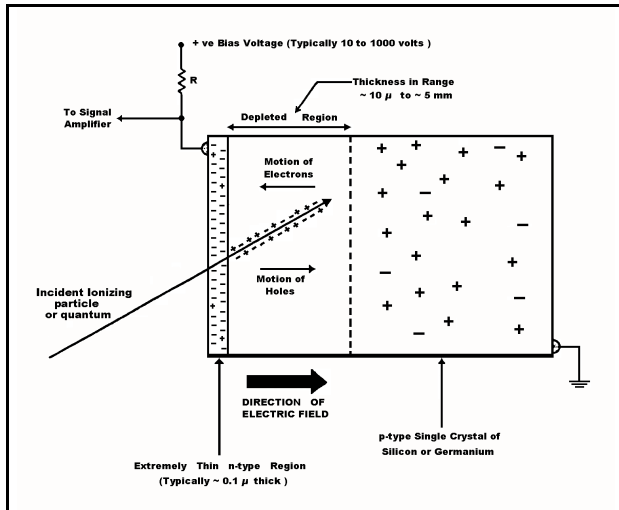 + ve Bias Voltage (Typically 10 to 1000 volts )
R
Thickness in Range
~ 10 µ to ~ 5 mm
To Signal
Amplifier
Depleted Region
Motion of
Electrons
Motion of
Holes
Incident Ionizing
particle
or quantum
DIRECTION OF
ELECTRIC FIELD
p-type Single Crystal of
Silicon or Germanium
Extremely Thin n-type Region
(Typically ~ 0.1 µ thick )